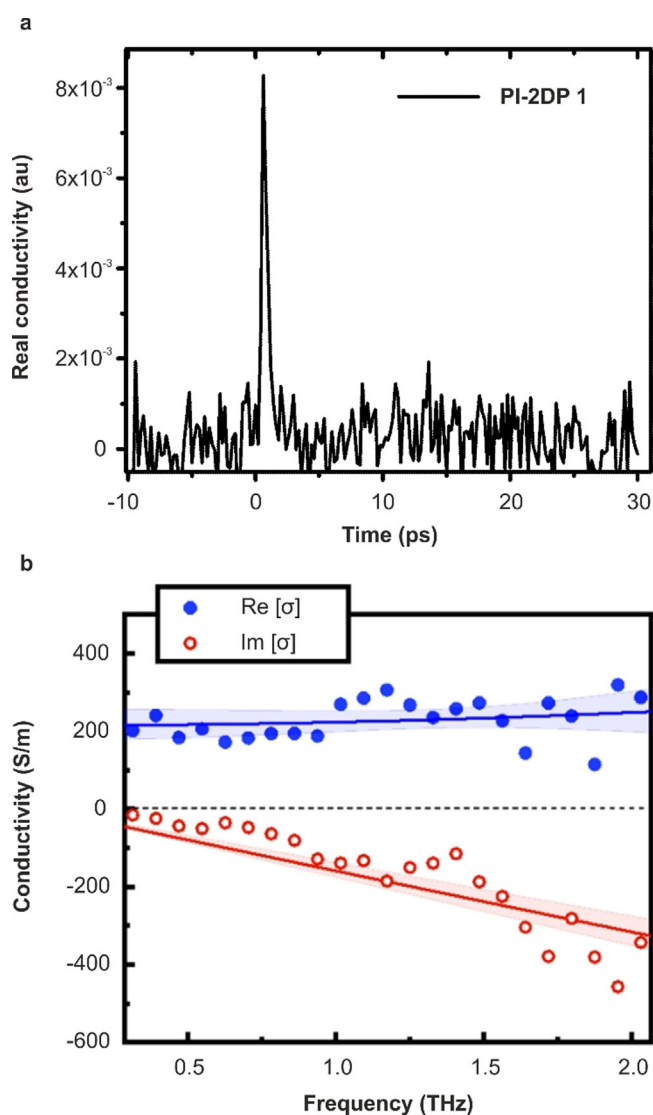 a
8x10⁻³
6x10⁻³
4x10⁻³
2x10⁻³
0
Real conductivity (au)
PI-2DP 1
-10 0 10 20 30
Time (ps)
b
Re [σ]
Im [σ]
400
200
0
-200
-400
-600
Conductivity (S/m)
0.5 1.0 1.5 2.0
Frequency (THz)